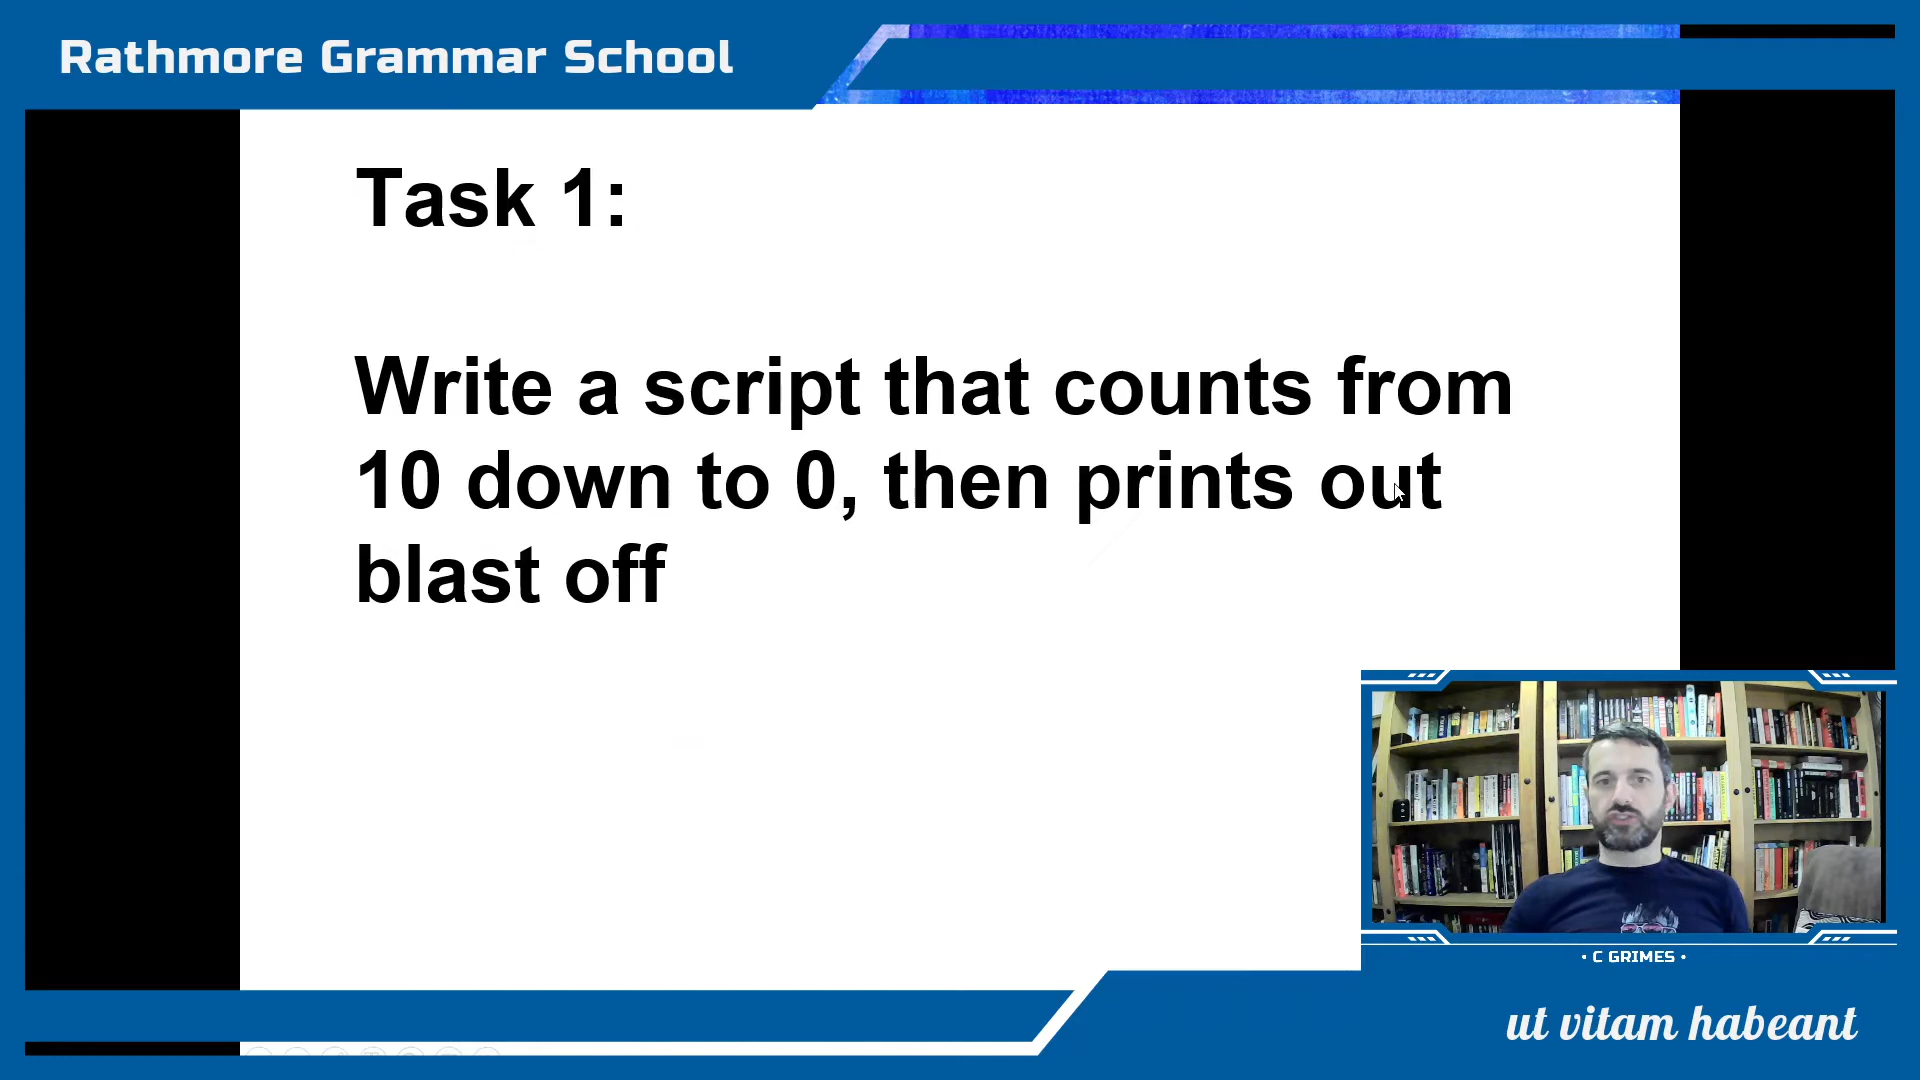 Rathmore Grammar School
Task 1:
Write a script that counts from
10 down to 0, then prints out
blast off
• C GRIMES •
ut vitam habeant